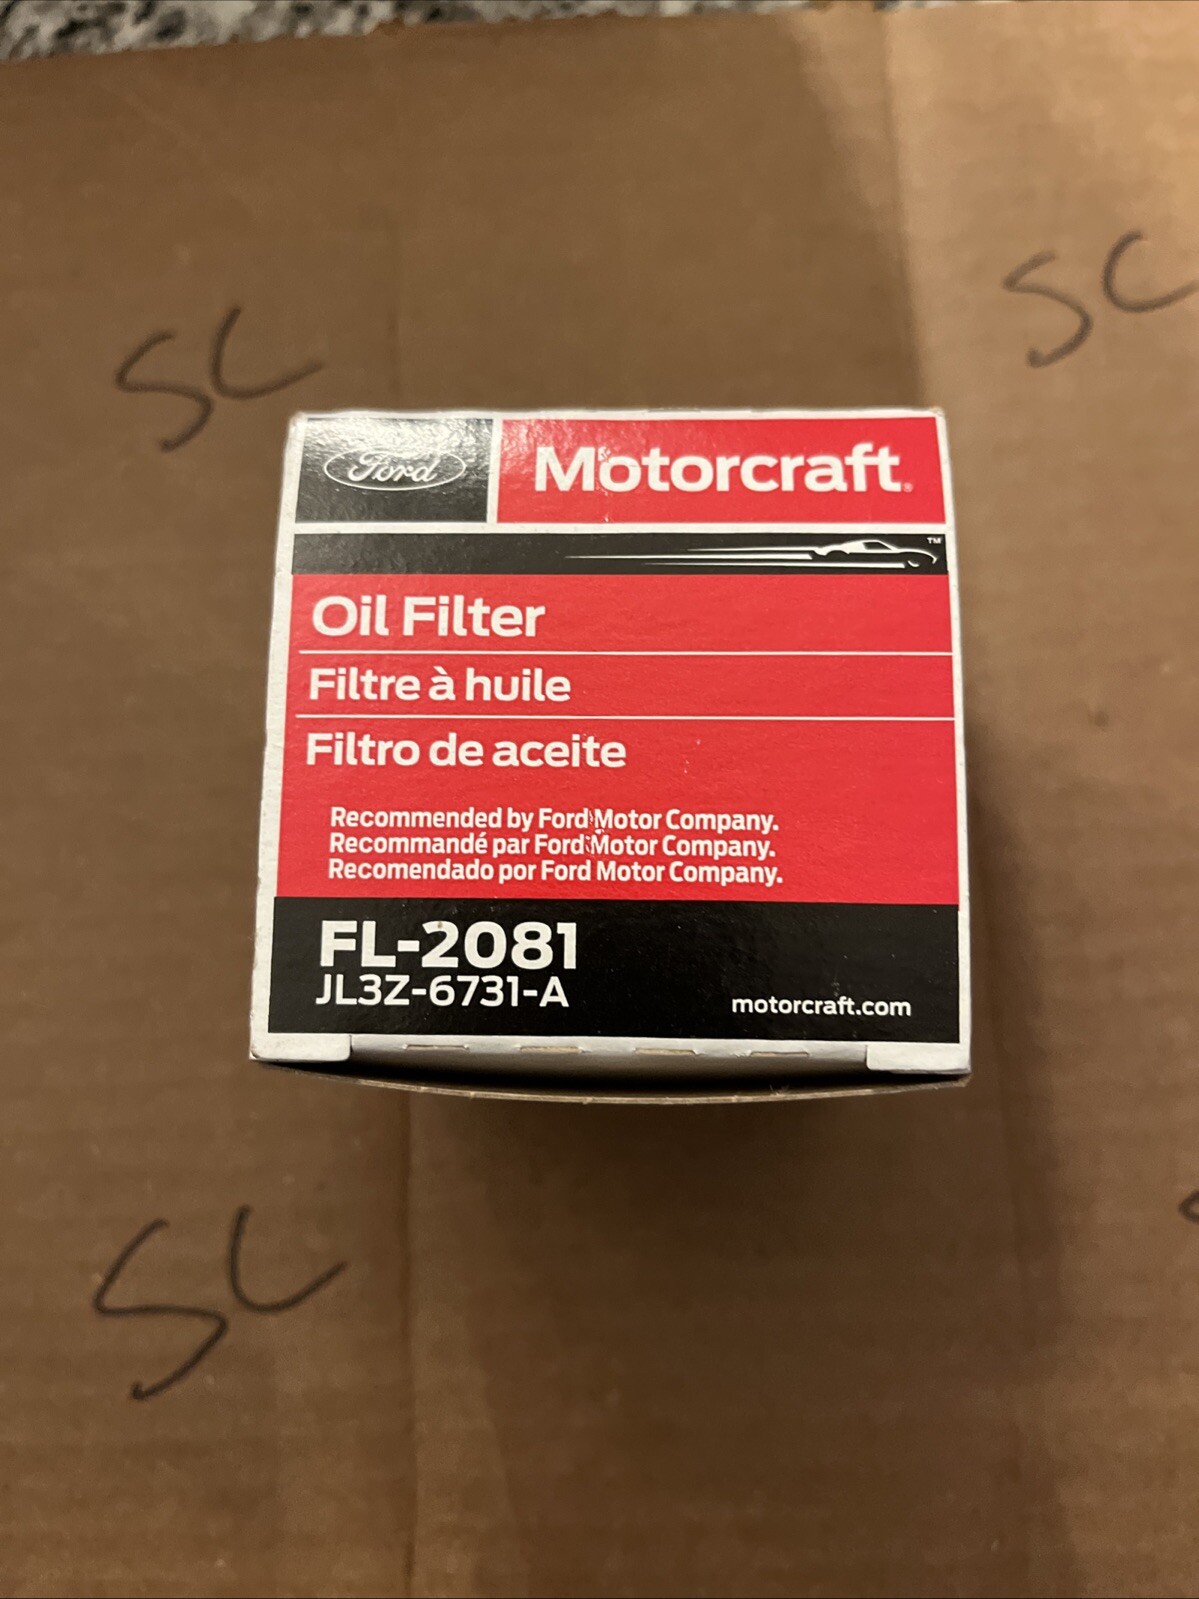 SC
SC
Ford
Motorcraft®
™
Oil Filter
Filtre à huile
Filtro de aceite
Recommended by Ford Motor Company.
Recommandé par Ford Motor Company.
Recomendado por Ford Motor Company.
FL-2081
JL3Z-6731-A
motorcraft.com
SC